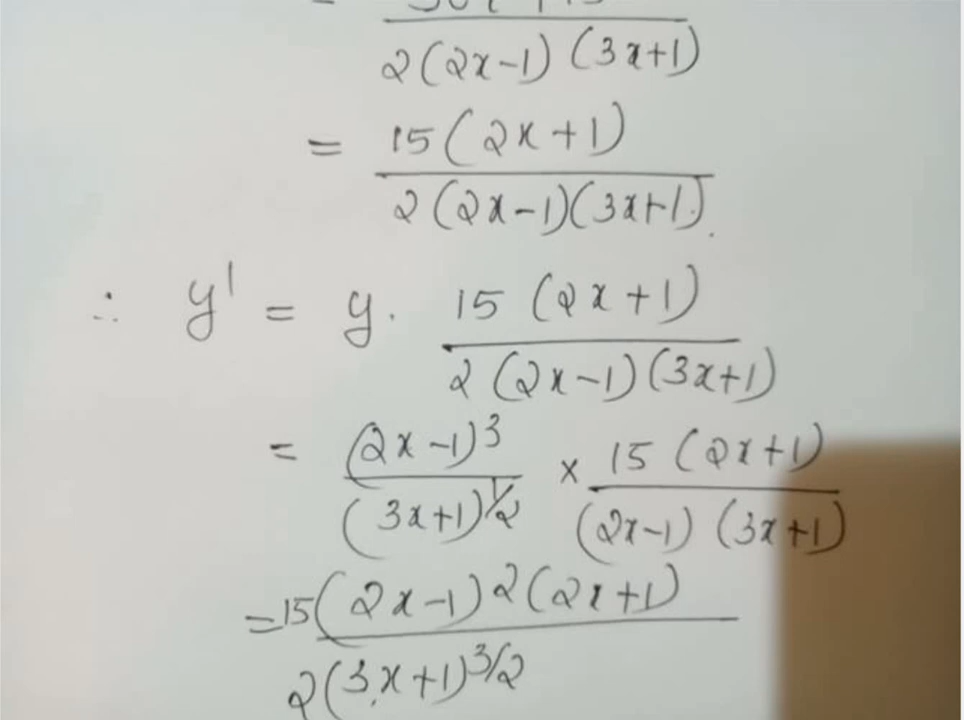 =
2(2x-1)(3x+1)
= 15(2x+1)
2(2x-1)(3x+1)
∴ y' = y. 15 (2x+1)
2(2x-1)(3x+1)
= (2x-1)³ × 15 (2x+1)
(3x+1)^1/2 (2x-1) (3x+1)
= 15(2x-1)2(2x+1)
2(3x+1)^3/2